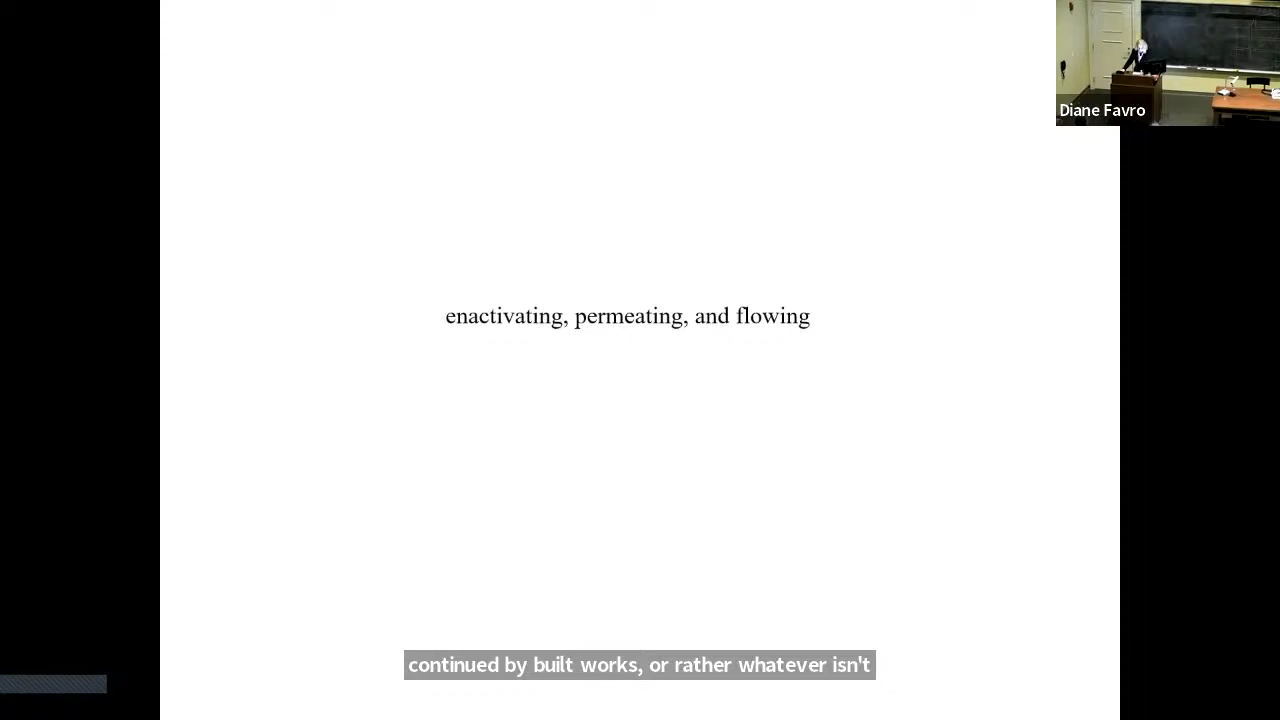 Diane Favro
enactivating, permeating, and flowing
continued by built works, or rather whatever isn't